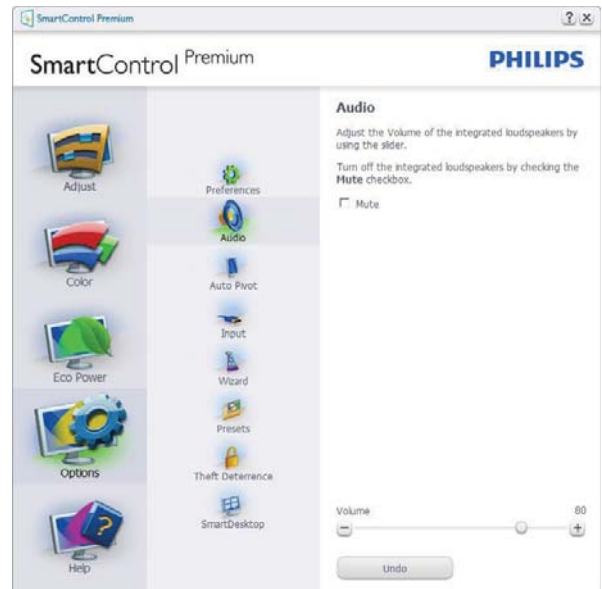 SmartControl Premium
SmartControl Premium
PHILIPS
Adjust
Color
Eco Power
Options
Help
Preferences
Audio
Auto Pivot
Input
Wizard
Presets
Theft Deterrence
SmartDesktop
Audio
Adjust the Volume of the integrated loudspeakers by
using the slider.
Turn off the integrated loudspeakers by checking the
Mute checkbox.
Mute
Volume 80
Undo